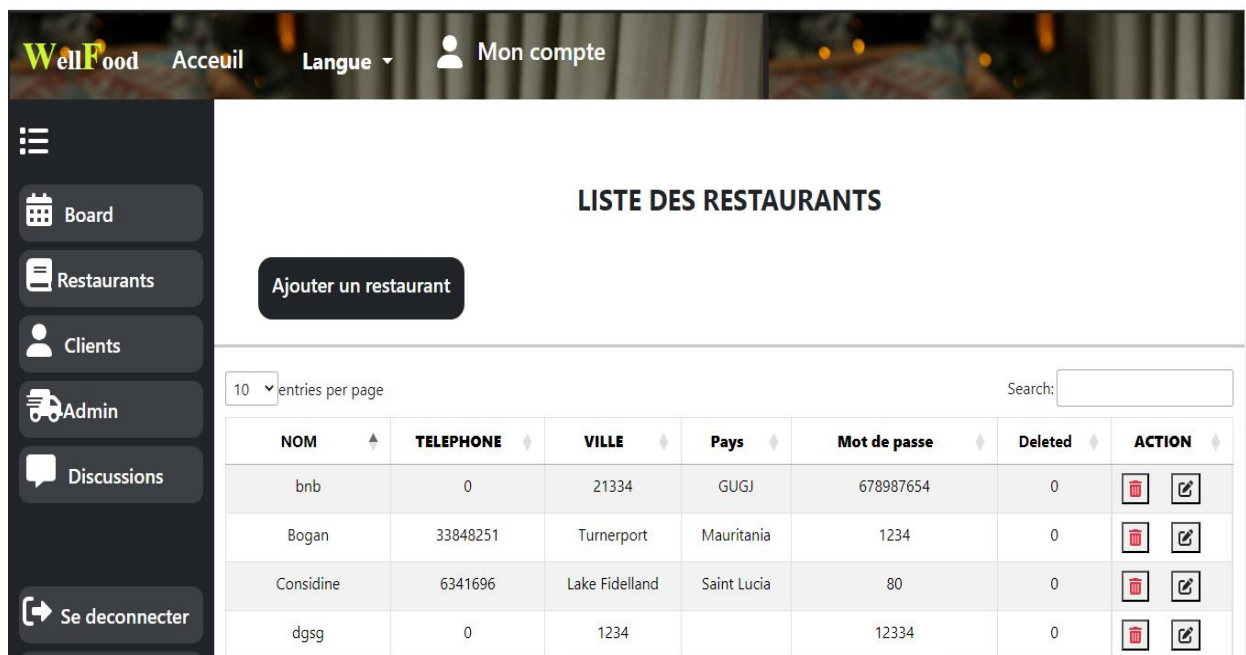 WellFood Acceuil Langue Mon compte
Board
Restaurants
Clients
Admin
Discussions
Se deconnecter
LISTE DES RESTAURANTS
Ajouter un restaurant
10 entries per page Search:
NOM TELEPHONE VILLE Pays Mot de passe Deleted ACTION
bnb 0 21334 GUGJ 678987654 0
Bogan 33848251 Turnerport Mauritania 1234 0
Considine 6341696 Lake Fidelland Saint Lucia 80 0
dgsg 0 1234 12334 0